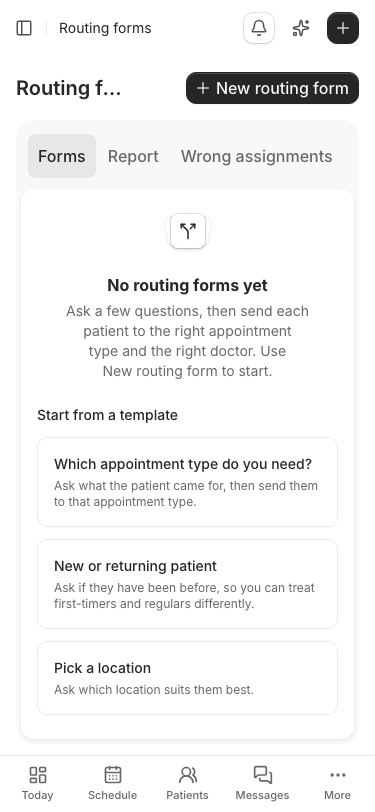 Routing forms
Routing f...
New routing form
Forms
Report
Wrong assignments
No routing forms yet
Ask a few questions, then send each
patient to the right appointment
type and the right doctor. Use
New routing form to start.
Start from a template
Which appointment type do you need?
Ask what the patient came for, then send them
to that appointment type.
New or returning patient
Ask if they have been before, so you can treat
first-timers and regulars differently.
Pick a location
Ask which location suits them best.
Today
Schedule
Patients
Messages
More